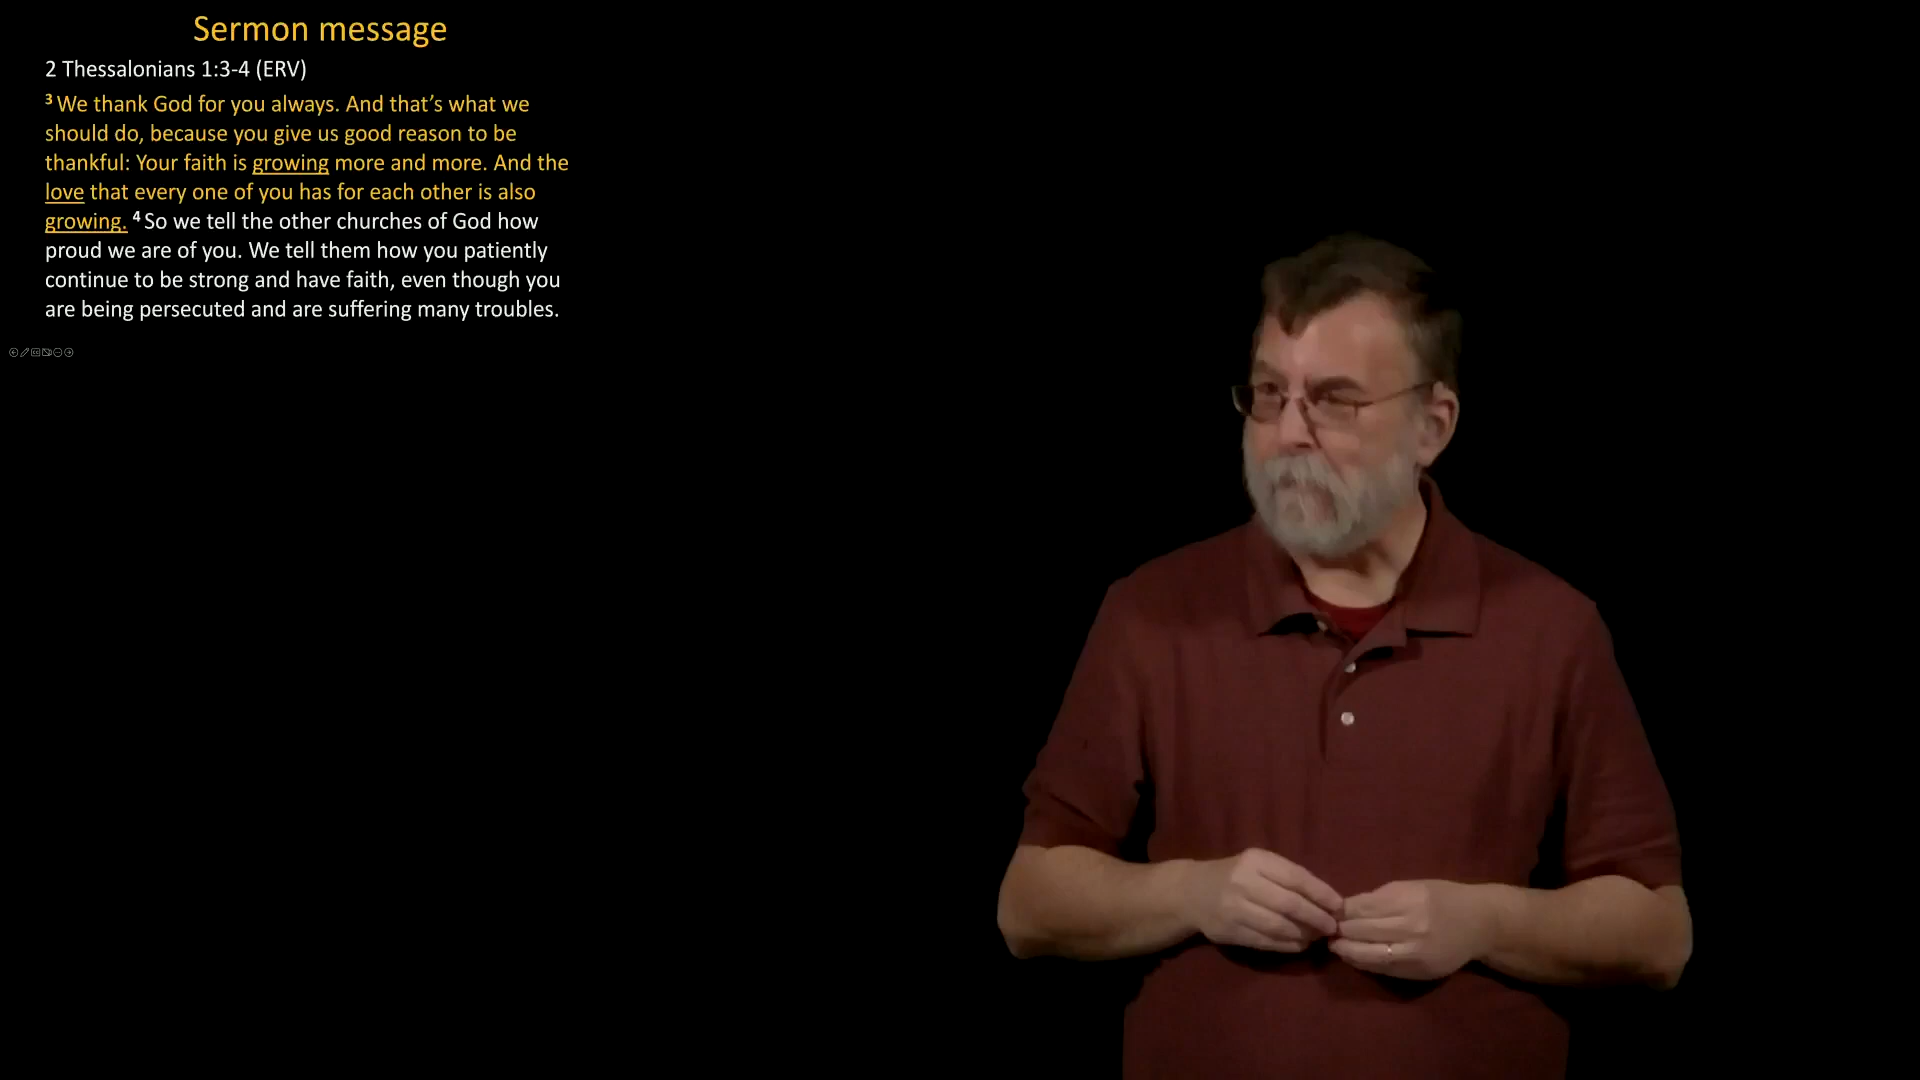 Sermon message
2 Thessalonians 1:3-4 (ERV)
³ We thank God for you always. And that’s what we
should do, because you give us good reason to be
thankful: Your faith is growing more and more. And the
love that every one of you has for each other is also
growing. ⁴ So we tell the other churches of God how
proud we are of you. We tell them how you patiently
continue to be strong and have faith, even though you
are being persecuted and are suffering many troubles.